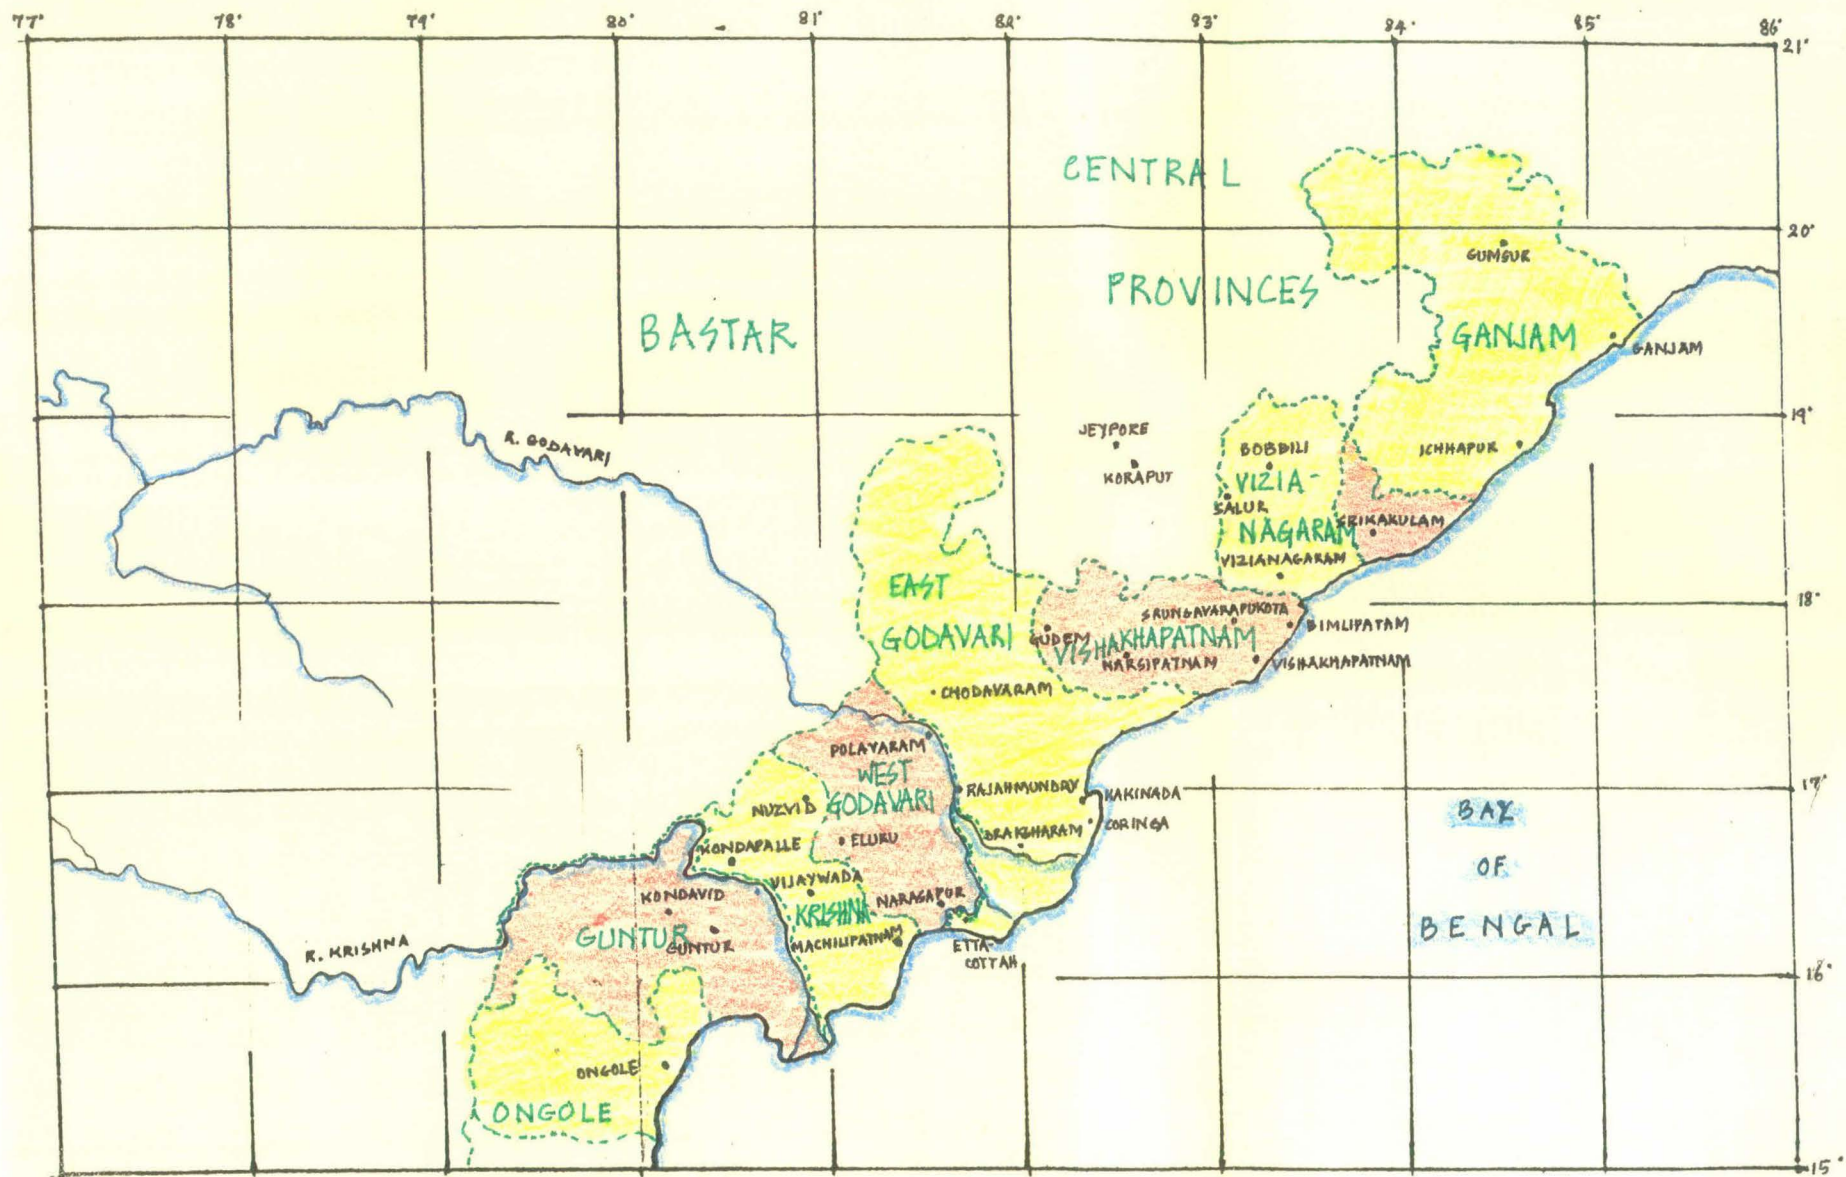 77° 78° 79° 80° 81° 82° 83° 84° 85° 86°
21°
CENTRAL
20°
GUMSUR
PROVINCES
BASTAR
GANJAM
GANJAM
19°
JEYPORE
R. GODAVARI
BOBBILI
ICHHAPUR
KORAPUT
VIZIA-
SALUR
SRIKAKULAM
NAGARAM
VIZIANAGARAM
EAST
18°
SRUNGAVARAPUKOTA
BIMLIPATAM
GODAVARI
GUDEM
VISHAKHAPATNAM
NARSIPATNAM
VISHAKHAPATNAM
CHODAVARAM
POLAVARAM
WEST
RAJAHMUNDRY
KAKINADA
17°
NUZVID
GODAVARI
BAY
CORINGA
DRAKSHARAM
KONDAPALLE
ELURU
OF
VIJAYWADA
KONDAVID
NARASAPUR
KRISHNA
BENGAL
GUNTUR
GUNTUR
MACHILIPATNAM
R. KRISHNA
ETTA-
COTTAH
16°
ONGOLE
ONGOLE
15°